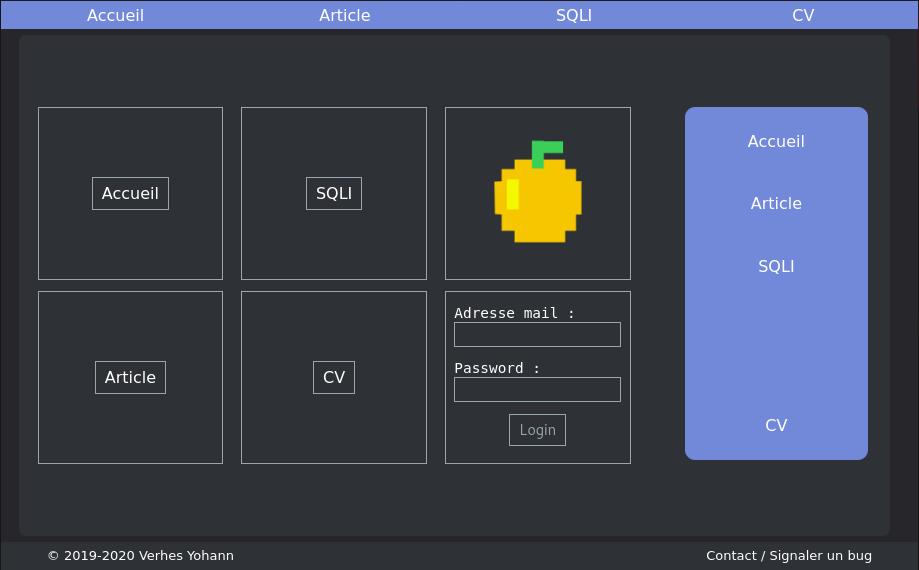 Accueil Article SQLI CV
Accueil
SQLI
Article
CV
Adresse mail :
Password :
Login
Accueil
Article
SQLI
CV
© 2019-2020 Verhes Yohann
Contact / Signaler un bug